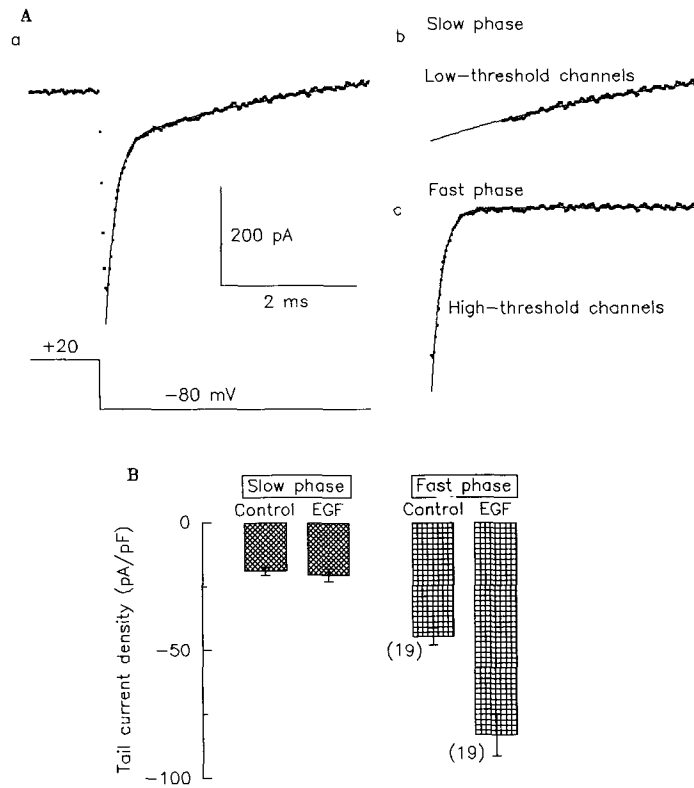 A
a
200 pA
2 ms
+20
−80 mV
b
Slow phase
Low−threshold channels
Fast phase
c
High−threshold channels
B
Slow phase
Fast phase
Control
EGF
Control
EGF
Tail current density (pA/pF)
0
−50
−100
(19)
(19)